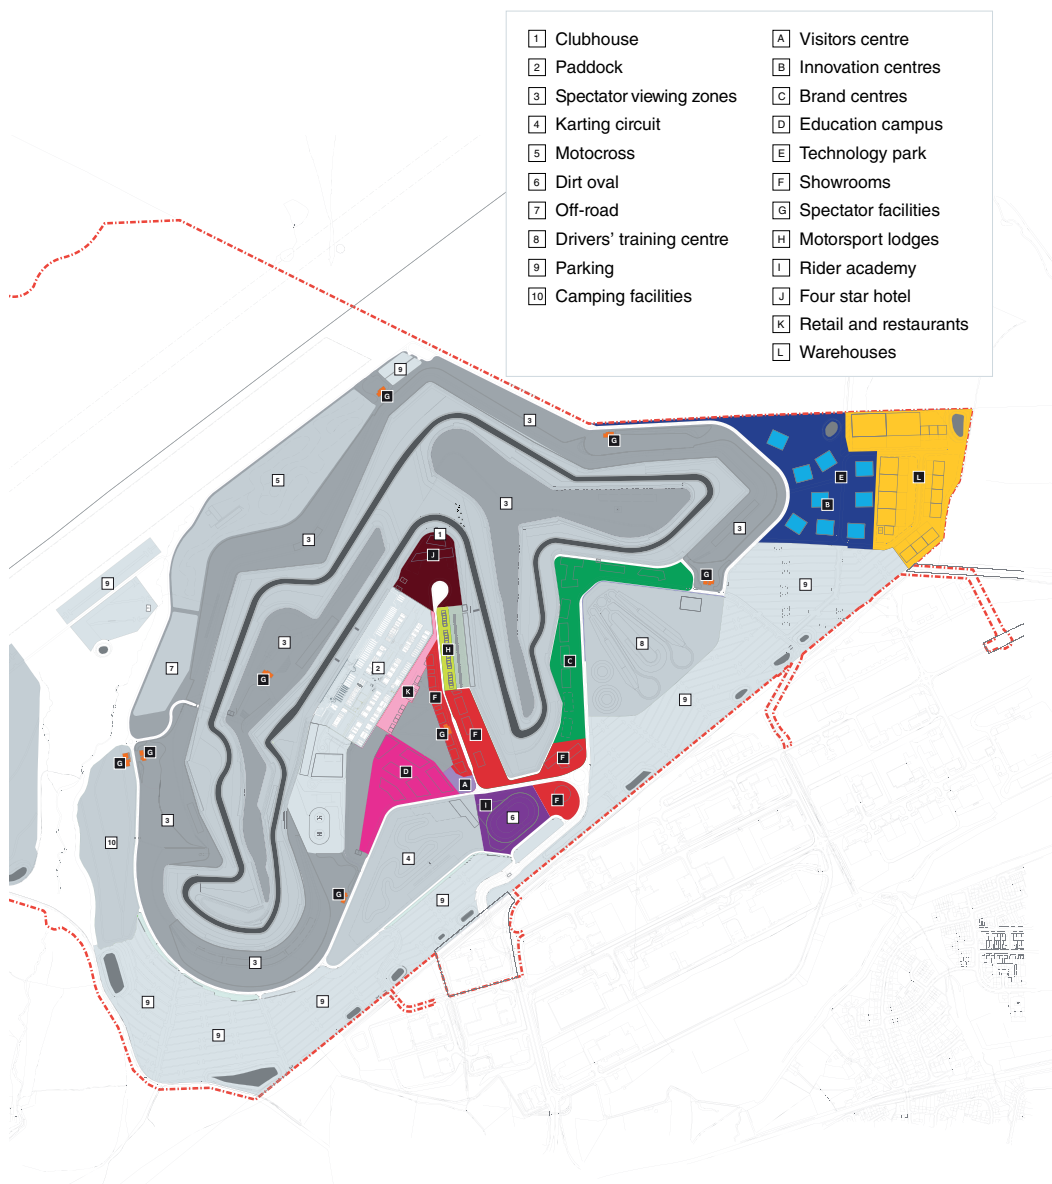 1 Clubhouse
2 Paddock
3 Spectator viewing zones
4 Karting circuit
5 Motocross
6 Dirt oval
7 Off-road
8 Drivers’ training centre
9 Parking
10 Camping facilities
A Visitors centre
B Innovation centres
C Brand centres
D Education campus
E Technology park
F Showrooms
G Spectator facilities
H Motorsport lodges
I Rider academy
J Four star hotel
K Retail and restaurants
L Warehouses
9
G
3
G
5
E
L
3
B
3
3
1
J
G
9
9
3
8
H
C
7
2
G
K
F
9
F
G
G
G
F
D
A
F
I
6
3
10
4
G
9
3
9
9
9